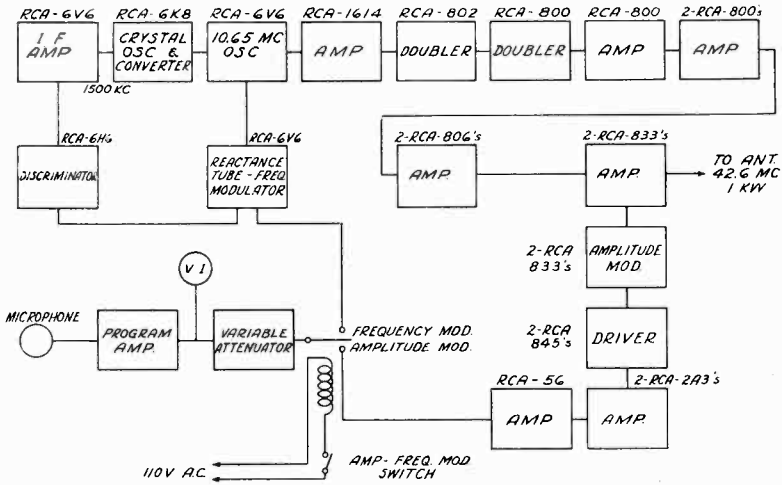 RCA-6V6 RCA-6K8 RCA-6V6 RCA-1614 RCA-802 RCA-800 RCA-800 2-RCA-800's
I F
AMP
CRYSTAL
OSC &
CONVERTER
10.65 MC
OSC
AMP
DOUBLER
DOUBLER
AMP
AMP
1500 KC
RCA-6H6
DISCRIMINATOR
RCA-6V6
REACTANCE
TUBE-FREQ.
MODULATOR
2-RCA-806's
AMP.
2-RCA-833's
AMP.
TO ANT.
42.6 MC
1 KW
2-RCA
833's
AMPLITUDE
MOD.
V I
MICROPHONE
PROGRAM
AMP.
VARIABLE
ATTENUATOR
FREQUENCY MOD.
AMPLITUDE MOD.
2-RCA
845's
DRIVER
RCA-56
AMP
2-RCA-2A3's
AMP.
110V A.C.
AMP-FREQ. MOD
SWITCH